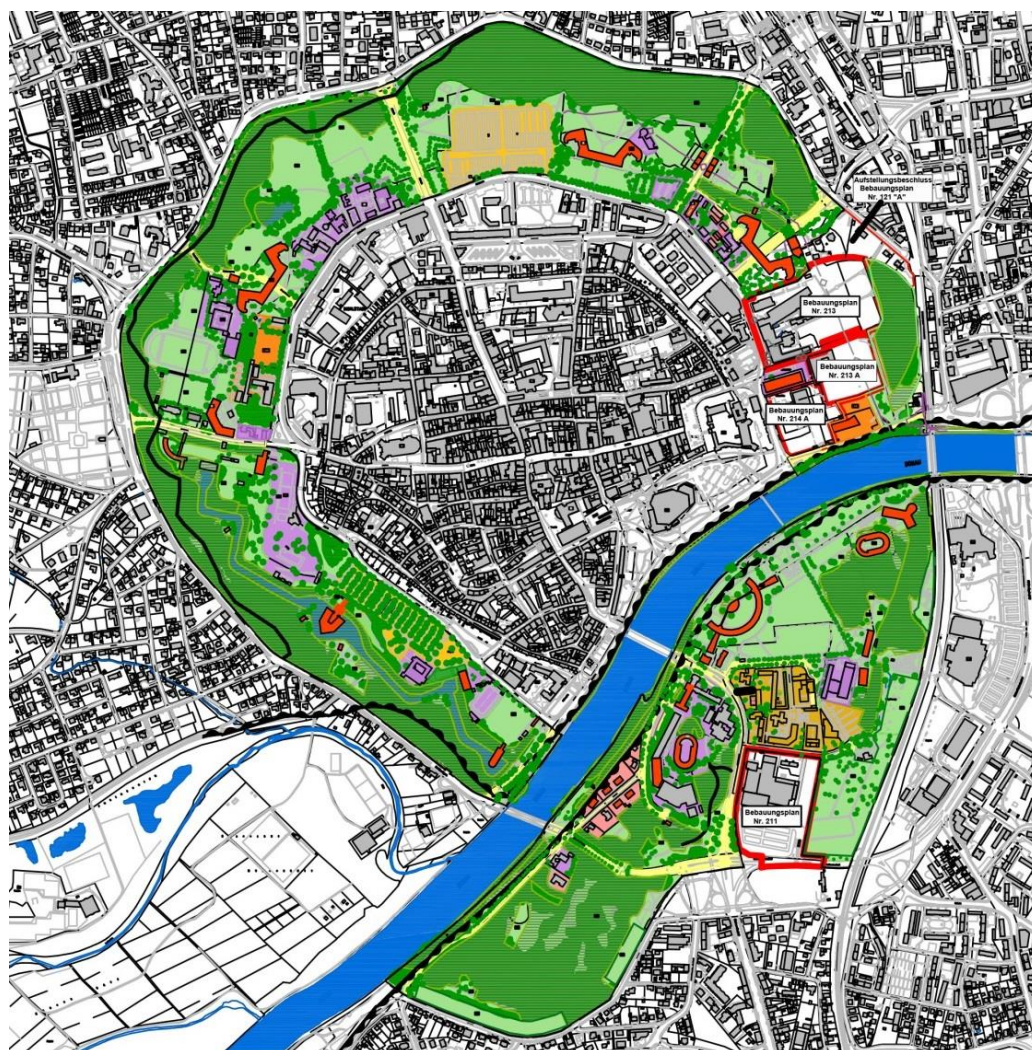 Aufstellungsbeschluss
Bebauungsplan
Nr. 121 "A"
Bebauungsplan
Nr. 213
Bebauungsplan
Nr. 213 A
Bebauungsplan
Nr. 214 A
Bebauungsplan
Nr. 211